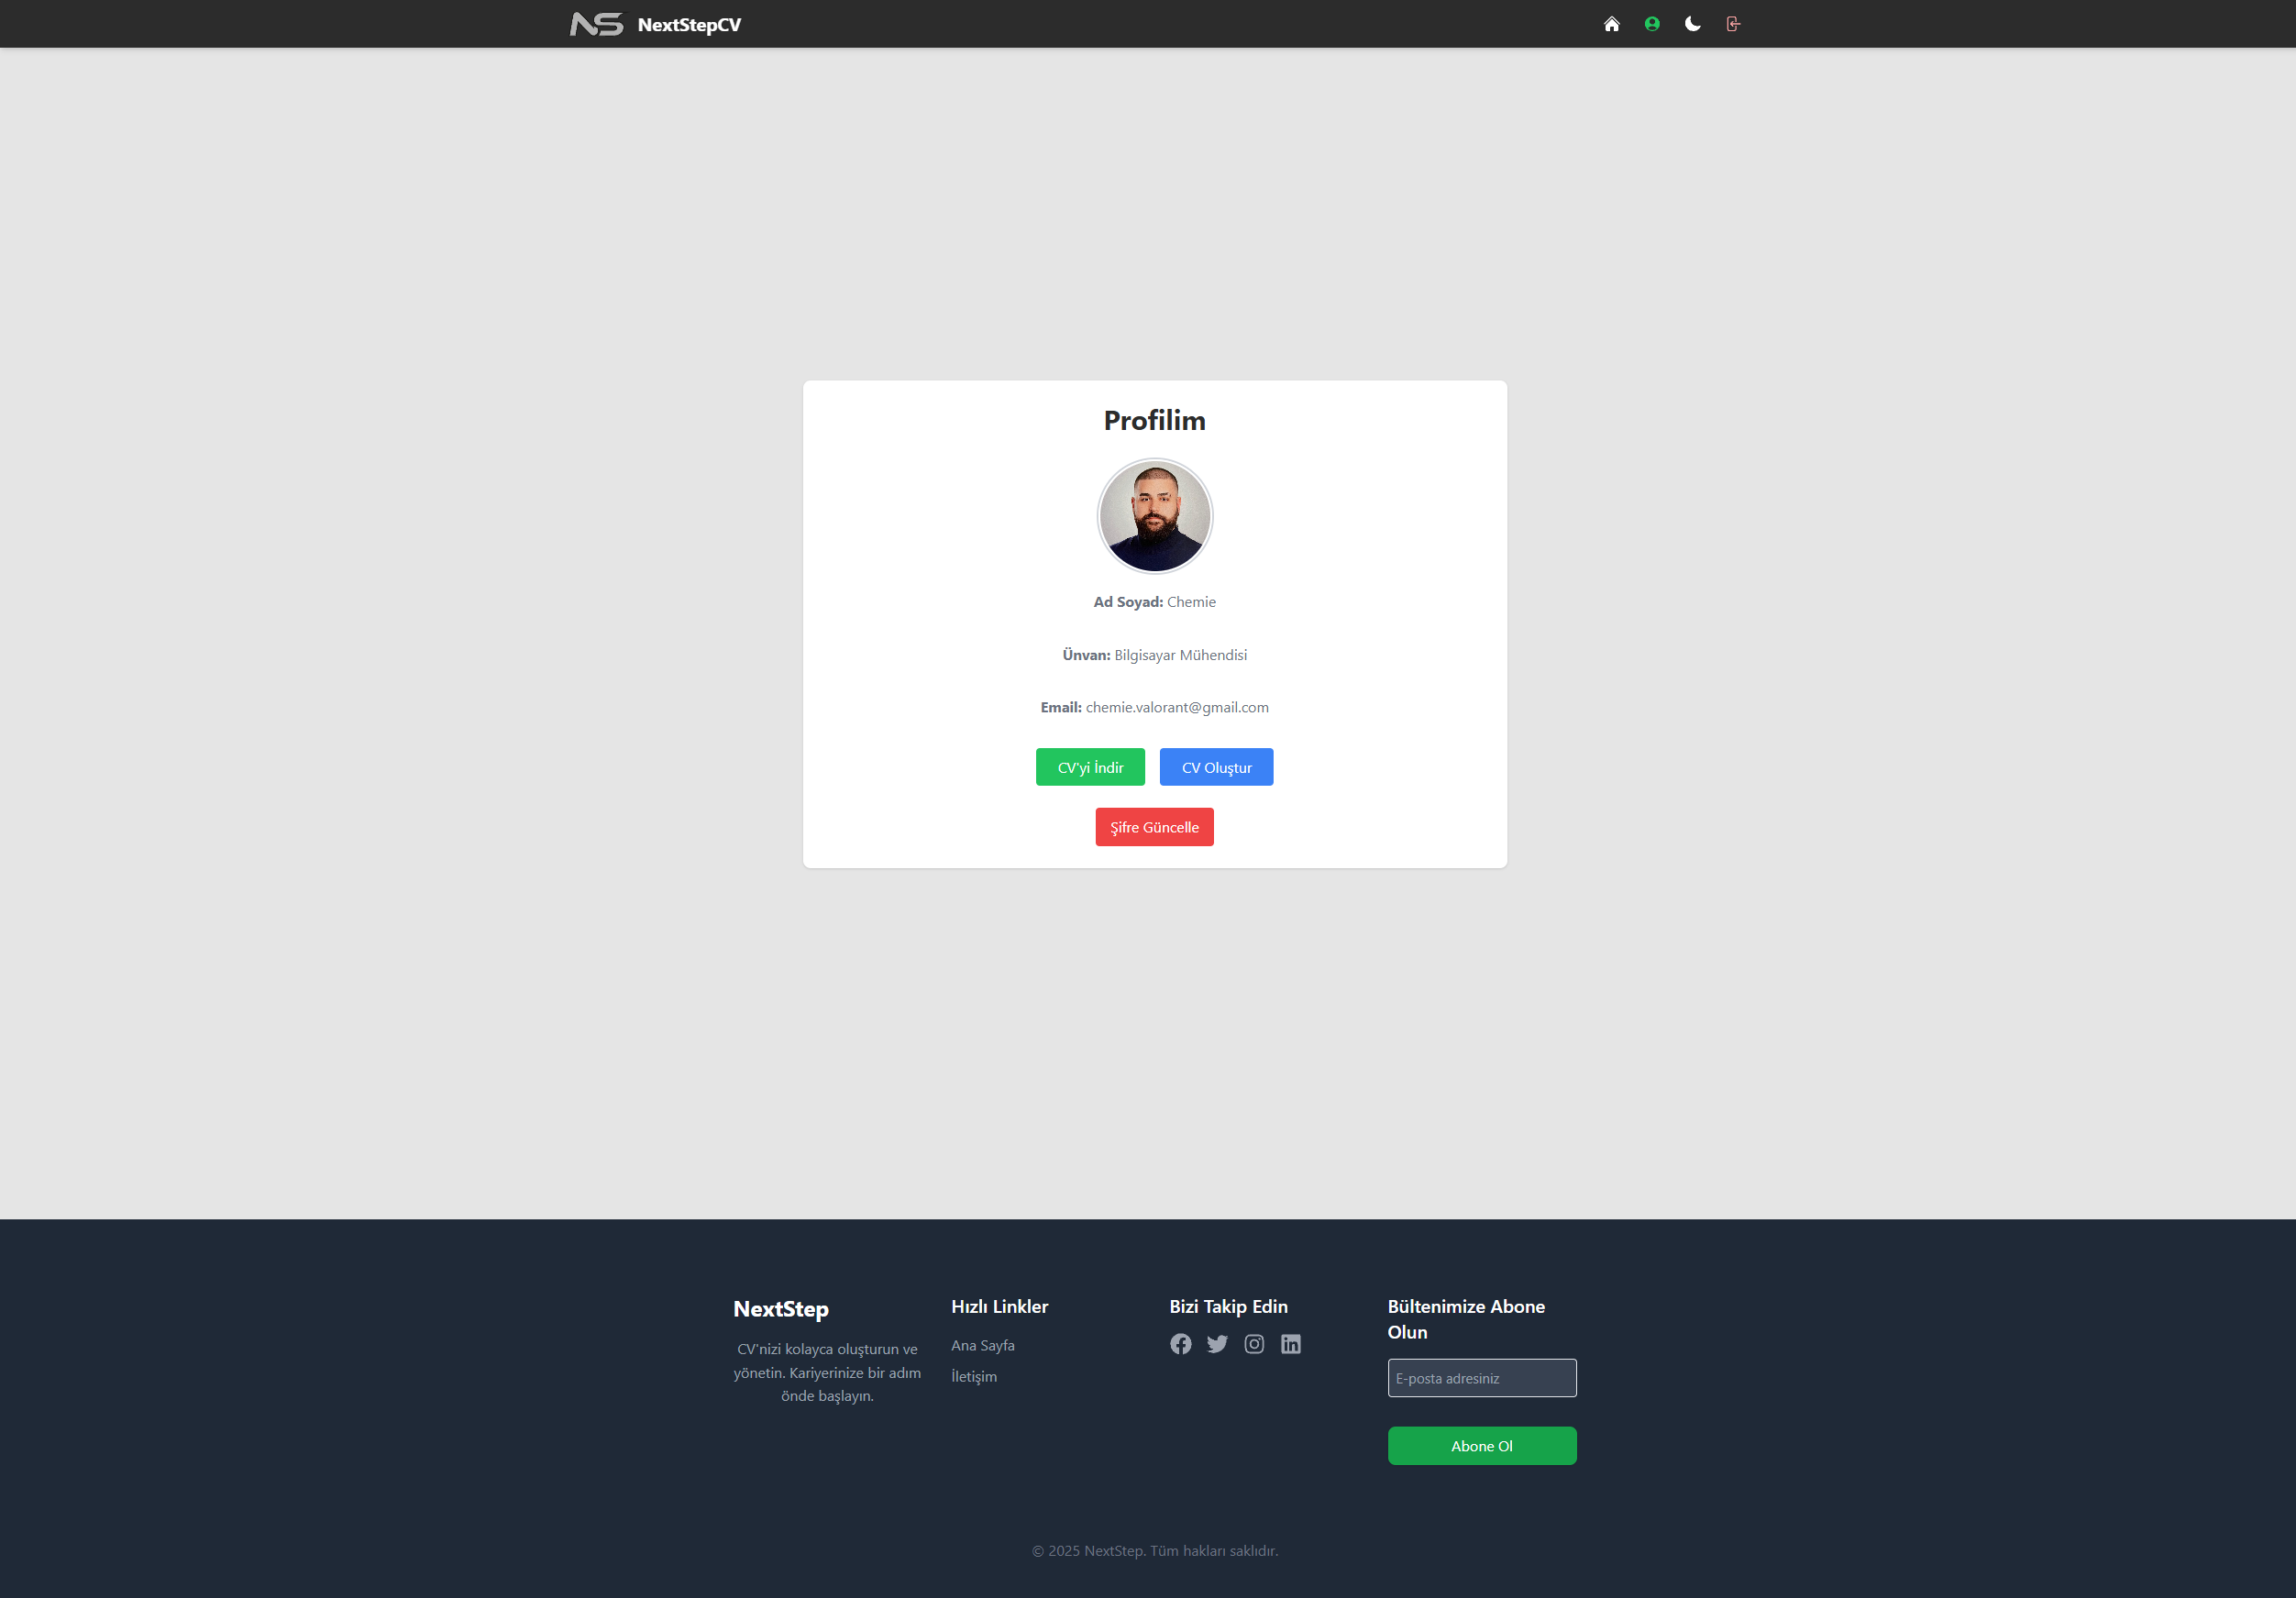 NS NextStepCV
Profilim
Ad Soyad: Chemie
Ünvan: Bilgisayar Mühendisi
Email: chemie.valorant@gmail.com
CV'yi İndir
CV Oluştur
Şifre Güncelle
NextStep
CV'nizi kolayca oluşturun ve
yönetin. Kariyerinize bir adım
önde başlayın.
Hızlı Linkler
Ana Sayfa
İletişim
Bizi Takip Edin
Bültenimize Abone
Olun
E-posta adresiniz
Abone Ol
© 2025 NextStep. Tüm hakları saklıdır.